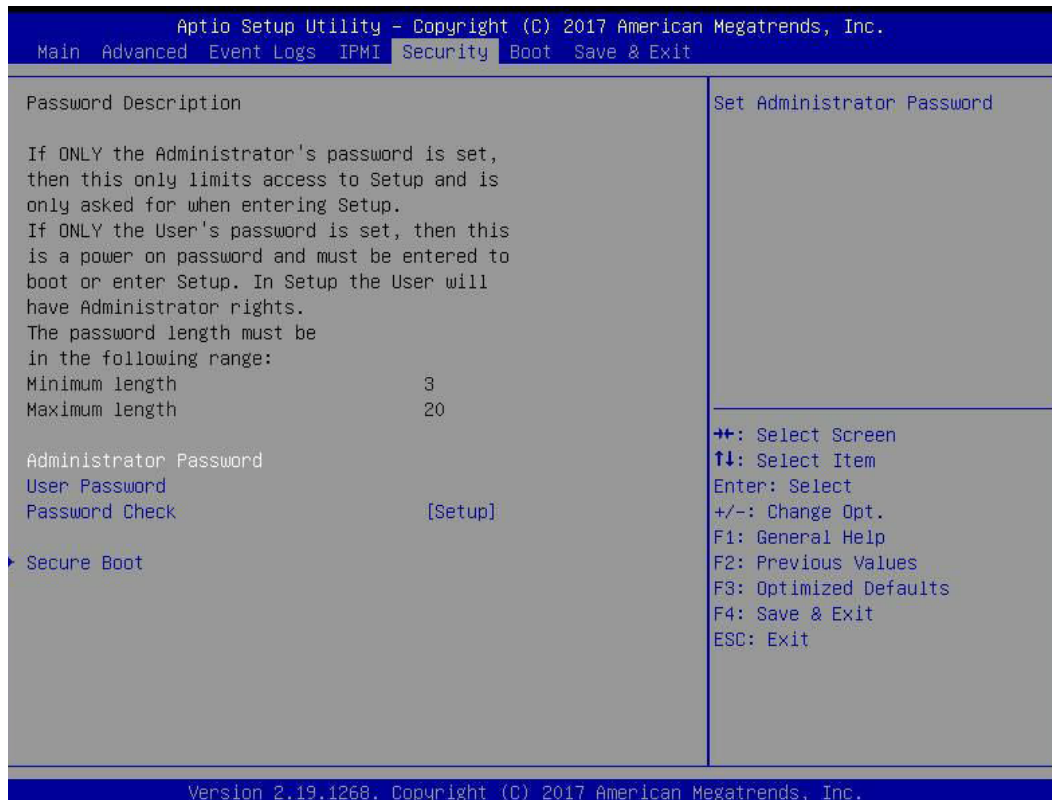 Aptio Setup Utility – Copyright (C) 2017 American Megatrends, Inc.
Main Advanced Event Logs IPMI Security Boot Save & Exit
Password Description
If ONLY the Administrator's password is set,
then this only limits access to Setup and is
only asked for when entering Setup.
If ONLY the User's password is set, then this
is a power on password and must be entered to
boot or enter Setup. In Setup the User will
have Administrator rights.
The password length must be
in the following range:
Minimum length 3
Maximum length 20
Administrator Password
User Password
Password Check [Setup]
Secure Boot
Set Administrator Password
→←: Select Screen
↑↓: Select Item
Enter: Select
+/-: Change Opt.
F1: General Help
F2: Previous Values
F3: Optimized Defaults
F4: Save & Exit
ESC: Exit
Version 2.19.1268. Copyright (C) 2017 American Megatrends, Inc.